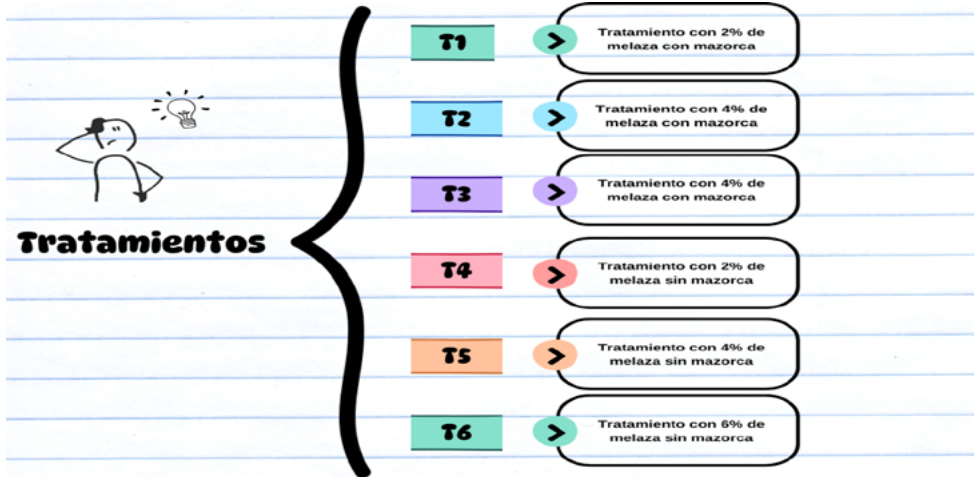 Tratamientos
T1
>
Tratamiento con 2% de
melaza con mazorca
T2
>
Tratamiento con 4% de
melaza con mazorca
T3
>
Tratamiento con 4% de
melaza con mazorca
T4
>
Tratamiento con 2% de
melaza sin mazorca
T5
>
Tratamiento con 4% de
melaza sin mazorca
T6
>
Tratamiento con 6% de
melaza sin mazorca